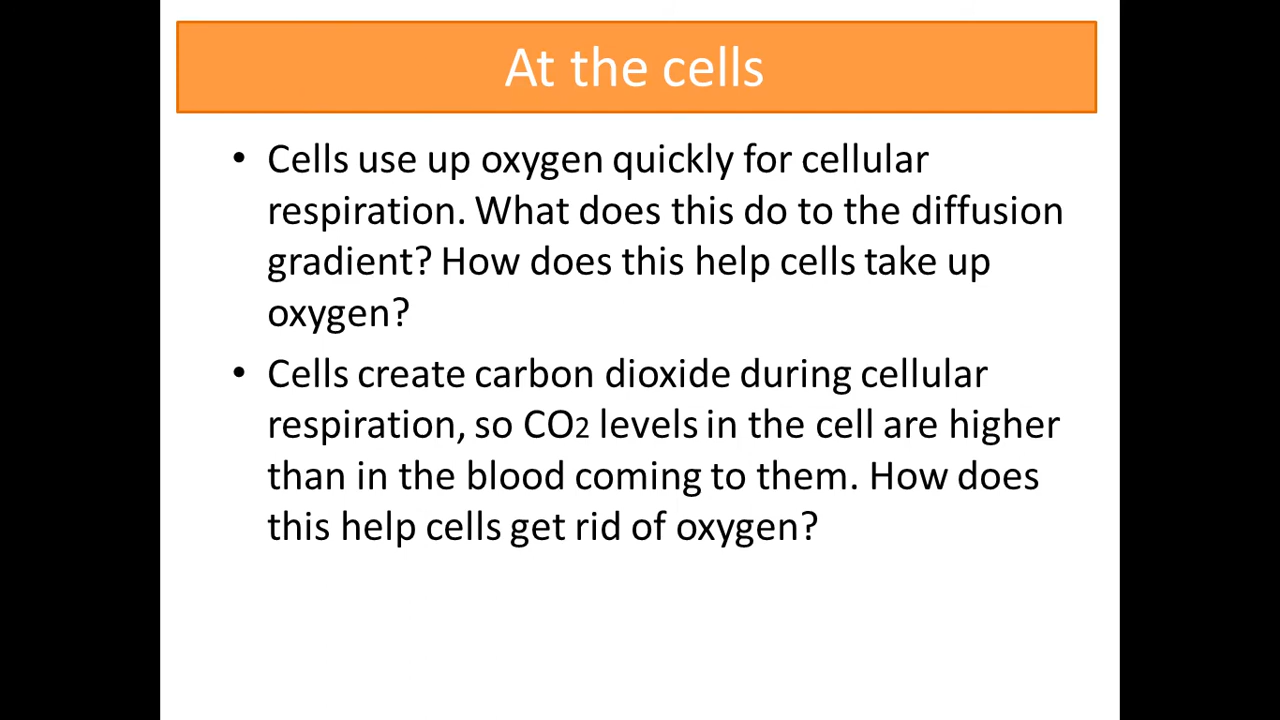 At the cells
• Cells use up oxygen quickly for cellular
respiration. What does this do to the diffusion
gradient? How does this help cells take up
oxygen?
• Cells create carbon dioxide during cellular
respiration, so CO2 levels in the cell are higher
than in the blood coming to them. How does
this help cells get rid of oxygen?